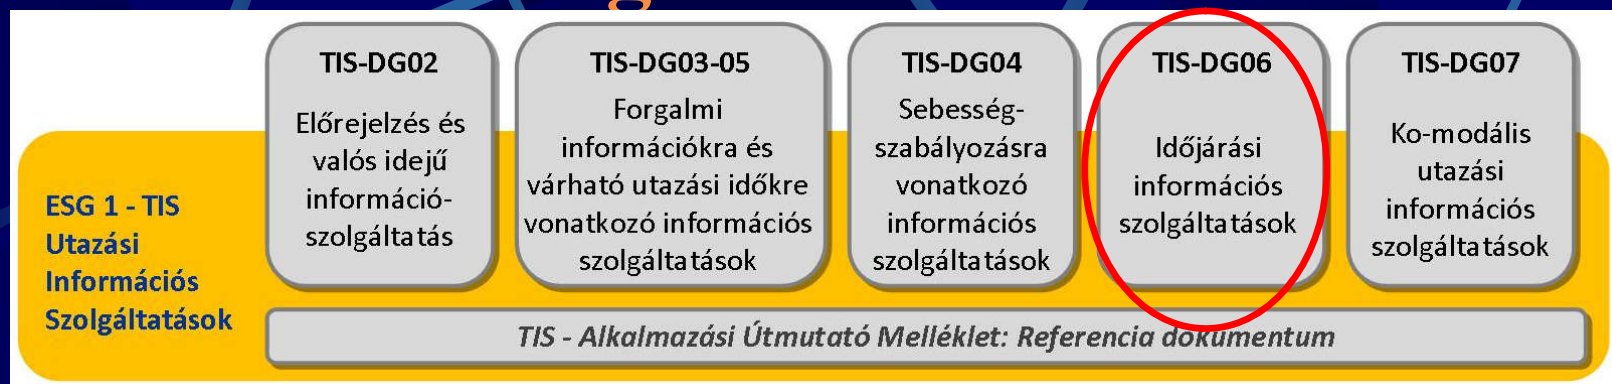 TIS-DG02
Előrejelzés és
valós idejű
információ-
szolgáltatás
TIS-DG03-05
Forgalmi
információkra és
várható utazási időkre
vonatkozó információs
szolgáltatások
TIS-DG04
Sebesség-
szabályozásra
vonatkozó
információs
szolgáltatások
TIS-DG06
Időjárási
információs
szolgáltatások
TIS-DG07
Ko-modális
utazási
információs
szolgáltatások
ESG 1 - TIS
Utazási
Információs
Szolgáltatások
TIS - Alkalmazási Útmutató Melléklet: Referencia dokumentum